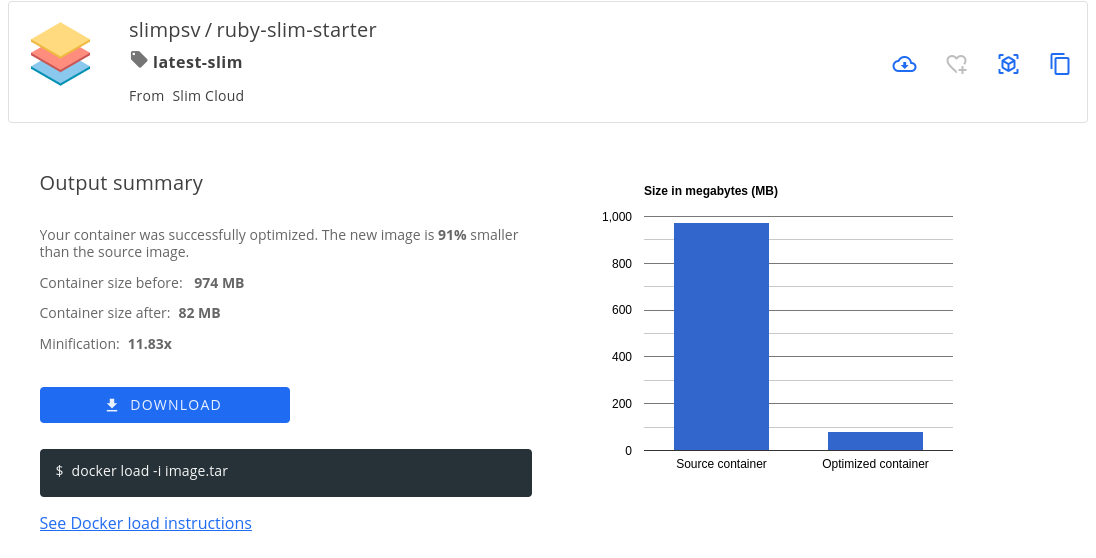 slimpsv / ruby-slim-starter
latest-slim
From Slim Cloud
Output summary
Your container was successfully optimized. The new image is 91% smaller
than the source image.
Container size before: 974 MB
Container size after: 82 MB
Minification: 11.83x
DOWNLOAD
$ docker load -i image.tar
See Docker load instructions
Size in megabytes (MB)
1,000
800
600
400
200
0
Source container
Optimized container